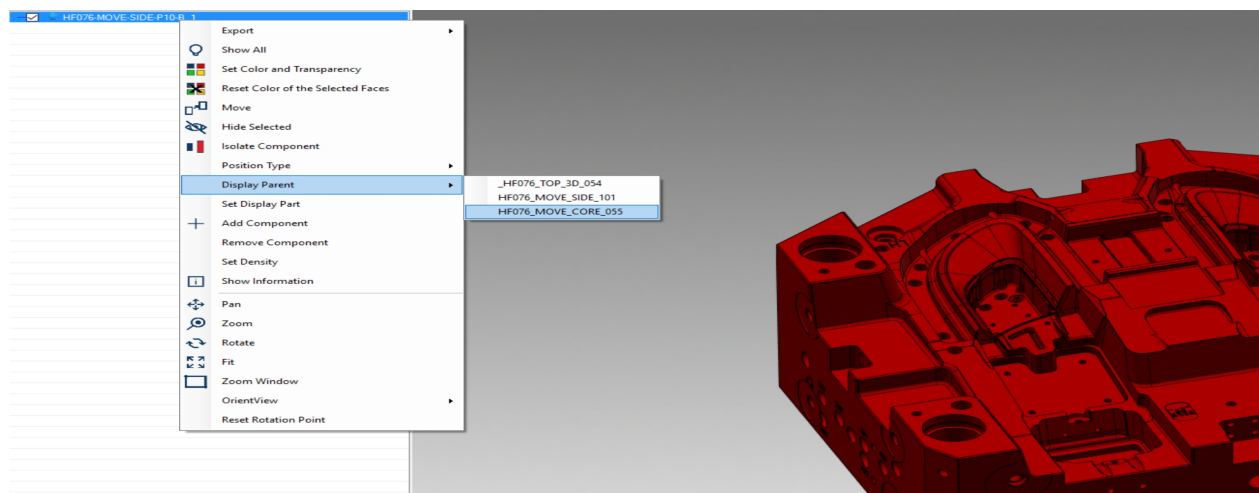 HF076-MOVE-SIDE-P10-B_1
Export
Show All
Set Color and Transparency
Reset Color of the Selected Faces
Move
Hide Selected
Isolate Component
Position Type
Display Parent
_HF076_TOP_3D_054
HF076_MOVE_SIDE_101
HF076_MOVE_CORE_055
Set Display Part
Add Component
Remove Component
Set Density
Show Information
Pan
Zoom
Rotate
Fit
Zoom Window
OrientView
Reset Rotation Point